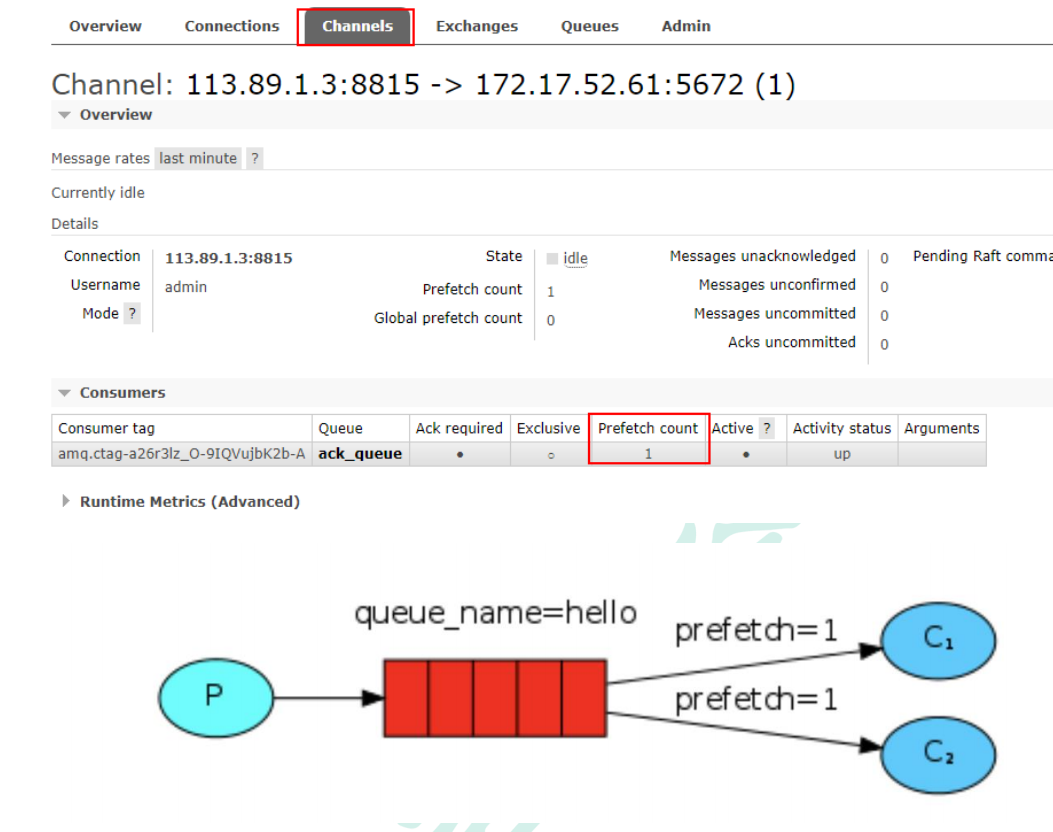 Overview Connections Channels Exchanges Queues Admin
Channel: 113.89.1.3:8815 -> 172.17.52.61:5672 (1)
Overview
Message rates last minute ?
Currently idle
Details
Connection 113.89.1.3:8815
Username admin
Mode ?
State idle
Prefetch count 1
Global prefetch count 0
Messages unacknowledged 0
Messages unconfirmed 0
Messages uncommitted 0
Acks uncommitted 0
Pending Raft comma
Consumers
Consumer tag Queue Ack required Exclusive Prefetch count Active ? Activity status Arguments
amq.ctag-a26r3lz_O-9IQVujbK2b-A ack_queue ● ○ 1 ● up
Runtime Metrics (Advanced)
queue_name=hello
prefetch=1
C₁
P
prefetch=1
C₂